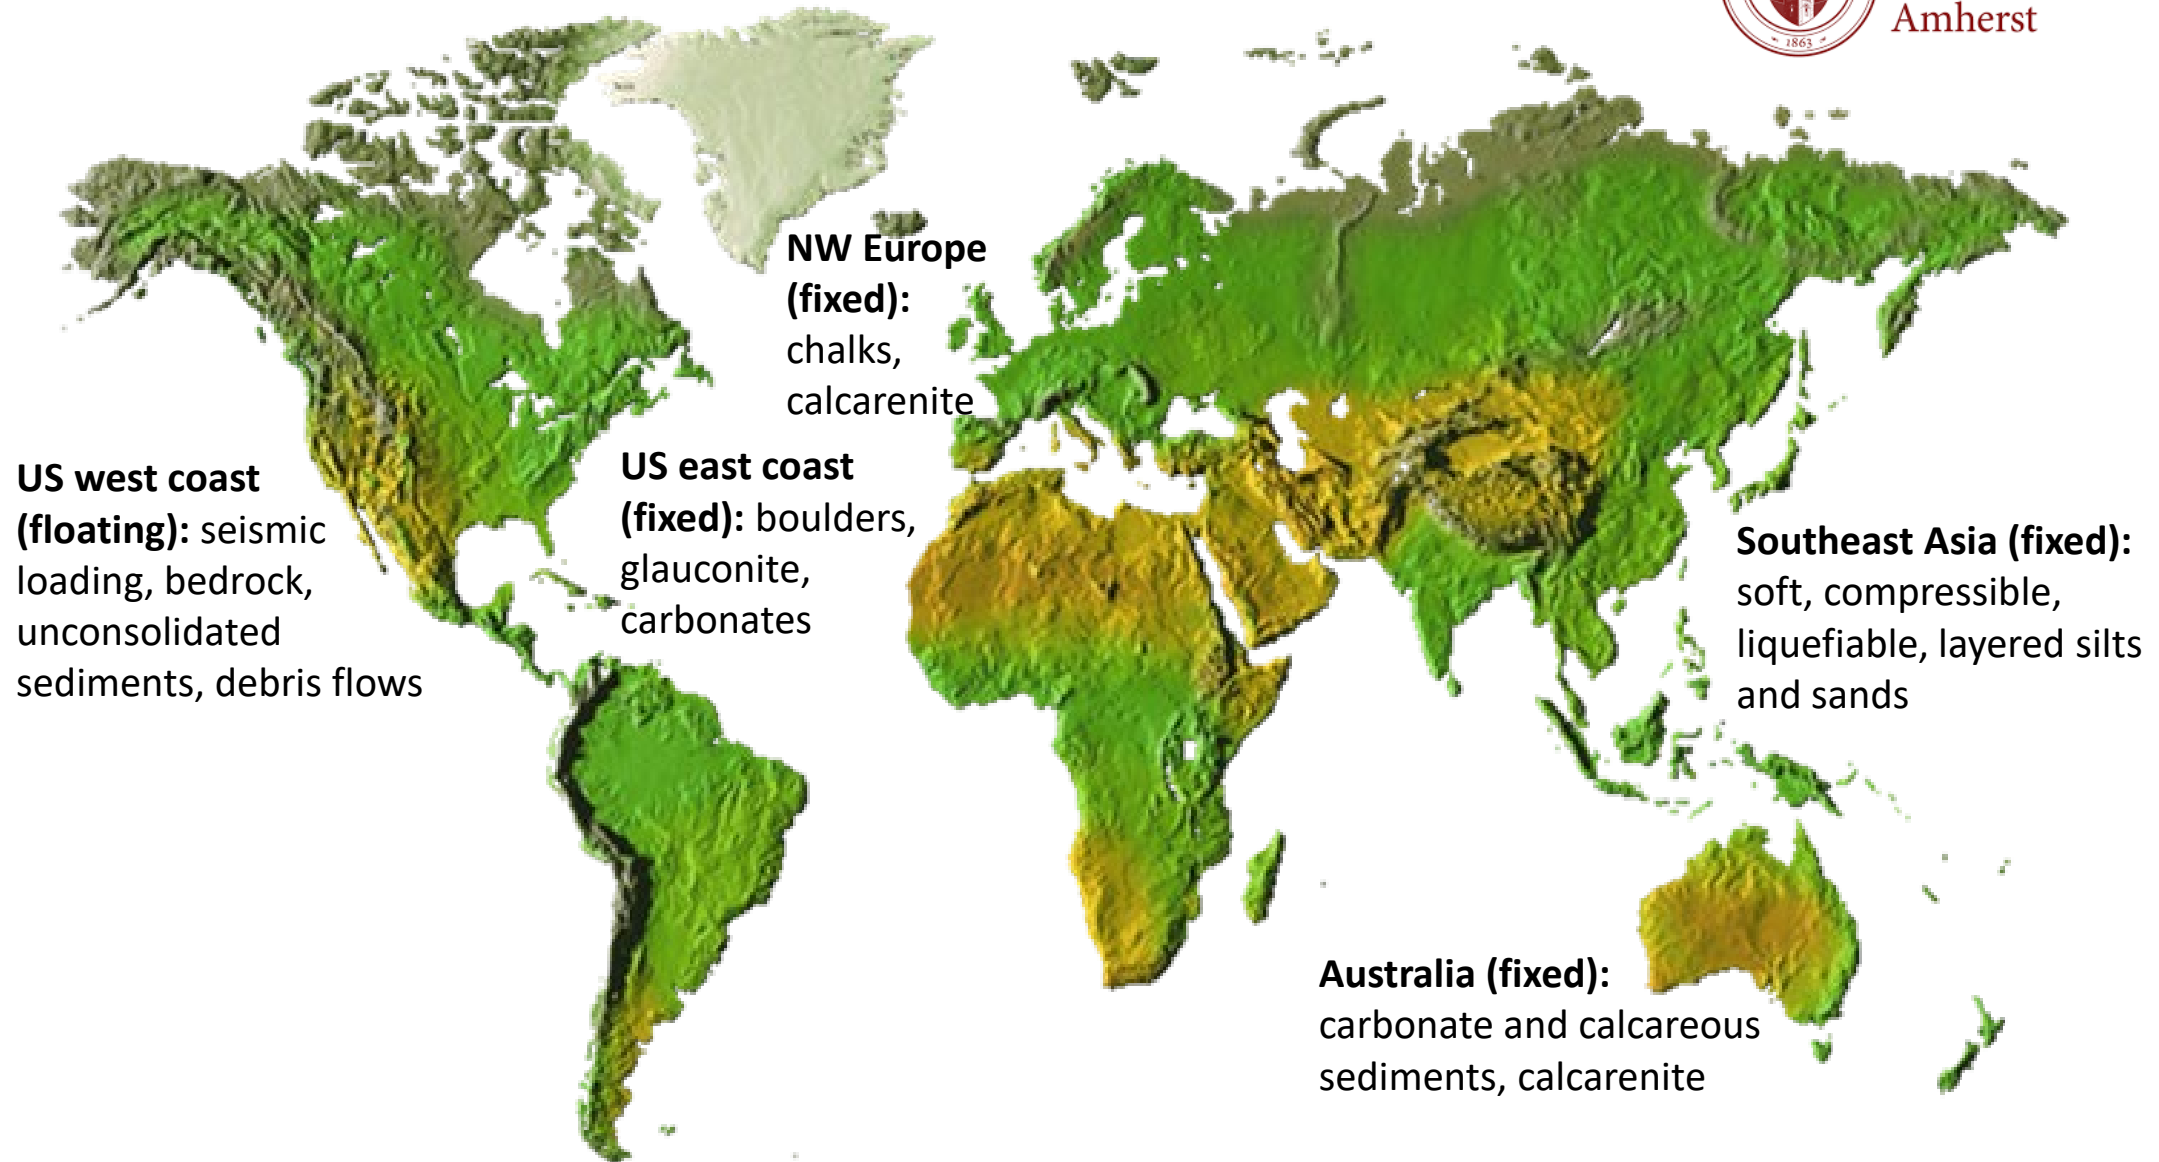 Amherst
1863
NW Europe
(fixed):
chalks,
calcarenite
US west coast
(floating): seismic
loading, bedrock,
unconsolidated
sediments, debris flows
US east coast
(fixed): boulders,
glauconite,
carbonates
Southeast Asia (fixed):
soft, compressible,
liquefiable, layered silts
and sands
Australia (fixed):
carbonate and calcareous
sediments, calcarenite